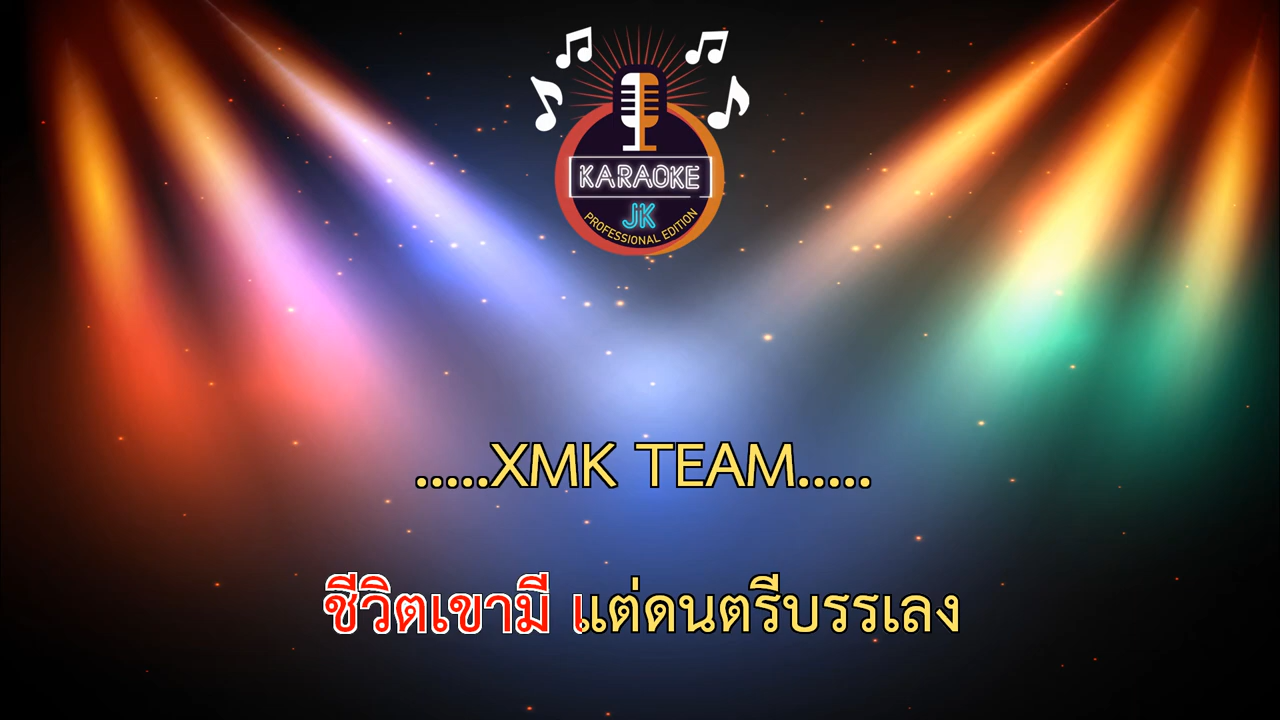 KARAOKE
JK
PROFESSIONAL EDITION
.....XMK TEAM.....
ชีวิตเขามี แต่ดนตรีบรรเลง